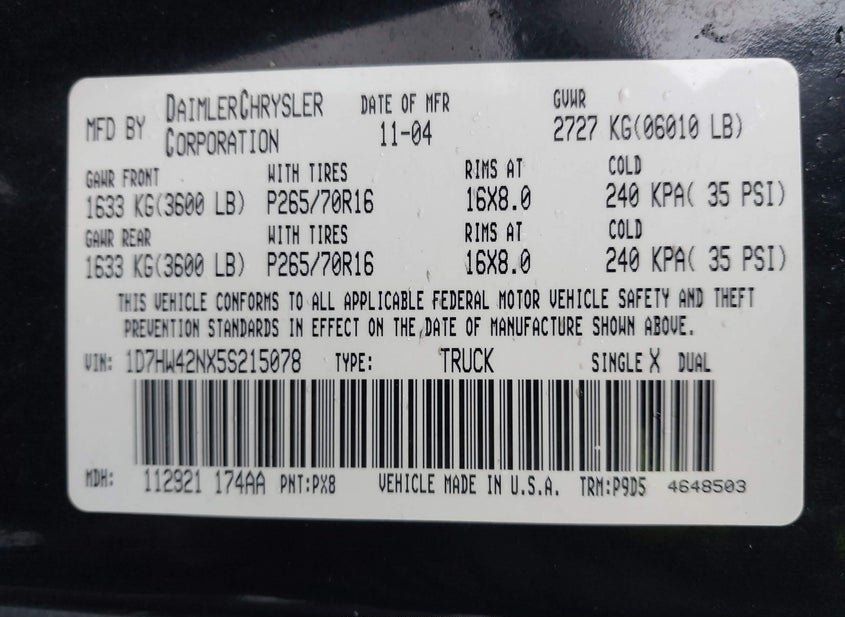 MFD BY DAIMLERCHRYSLER CORPORATION DATE OF MFR 11-04 GVWR 2727 KG(06010 LB)
GAWR FRONT WITH TIRES RIMS AT COLD
1633 KG(3600 LB) P265/70R16 16X8.0 240 KPA( 35 PSI)
GAWR REAR WITH TIRES RIMS AT COLD
1633 KG(3600 LB) P265/70R16 16X8.0 240 KPA( 35 PSI)
THIS VEHICLE CONFORMS TO ALL APPLICABLE FEDERAL MOTOR VEHICLE SAFETY AND THEFT
PREVENTION STANDARDS IN EFFECT ON THE DATE OF MANUFACTURE SHOWN ABOVE.
VIN: 1D7HW42NX5S215078 TYPE: TRUCK SINGLE X DUAL
MDH: 112921 174AA PNT:PX8 VEHICLE MADE IN U.S.A. TRM:P9D5 4648503